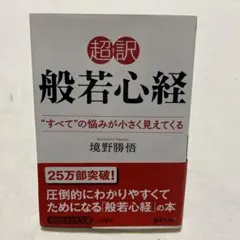 超訳
般若心経
“すべて”の悩みが小さく見えてくる
境野勝悟
25万部突破!
圧倒的にわかりやすくて
ためになる「般若心経」の本